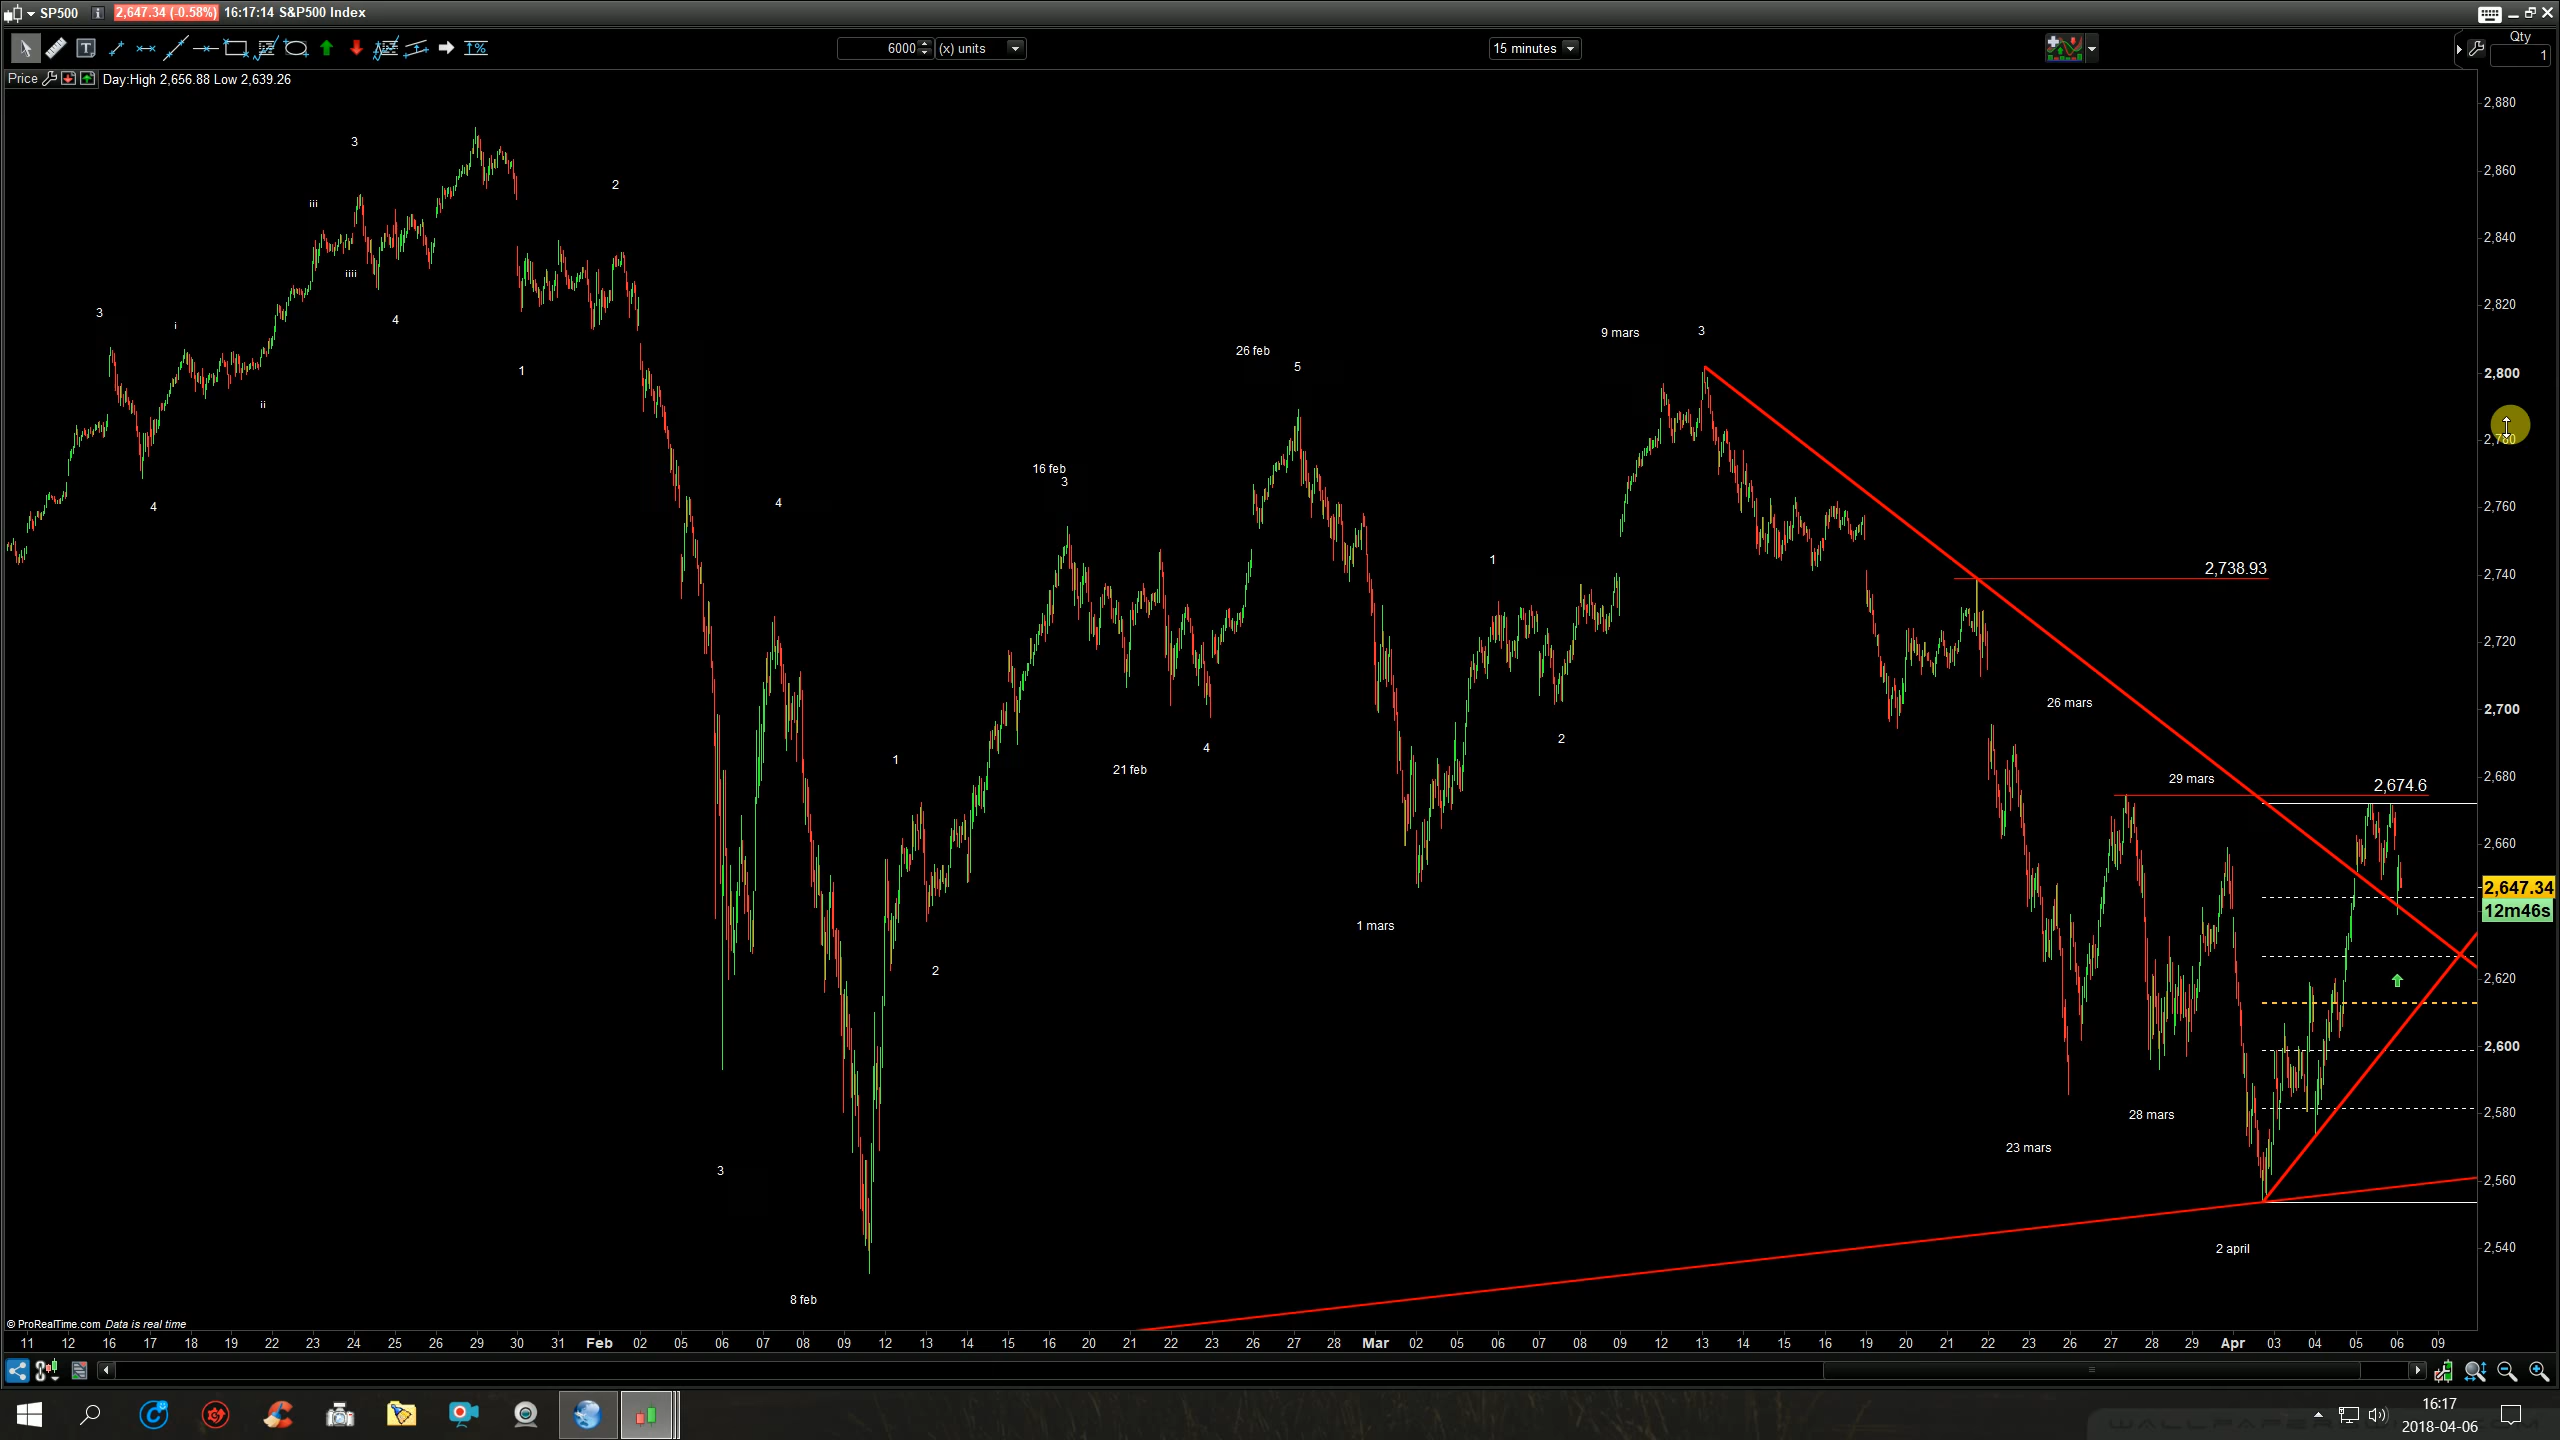 SP500 2,647.34 (-0.58%) 16:17:14 S&P500 Index
6000 (x) units 15 minutes Qty
1
Price Day:High 2,656.88 Low 2,639.26
2,880
2,860
2,840
2,820
2,800
2,780
2,760
2,740
2,720
2,700
2,680
2,660
2,647.34
12m46s
2,620
2,600
2,580
2,560
2,540
3
2
iii
iiii
3
i
4
1
ii
4
9 mars
3
26 feb
5
16 feb
3
4
1
2,738.93
26 mars
2
4
1
21 feb
29 mars
2,674.6
1 mars
2
28 mars
23 mars
3
2 april
8 feb
© ProRealTime.com Data is real time
11 12 16 17 18 19 22 23 24 25 26 29 30 31 Feb 02 05 06 07 08 09 12 13 14 15 16 20 21 22 23 26 27 28 Mar 02 05 06 07 08 09 12 13 14 15 16 19 20 21 22 23 26 27 28 29 Apr 03 04 05 06 09
16:17
2018-04-06